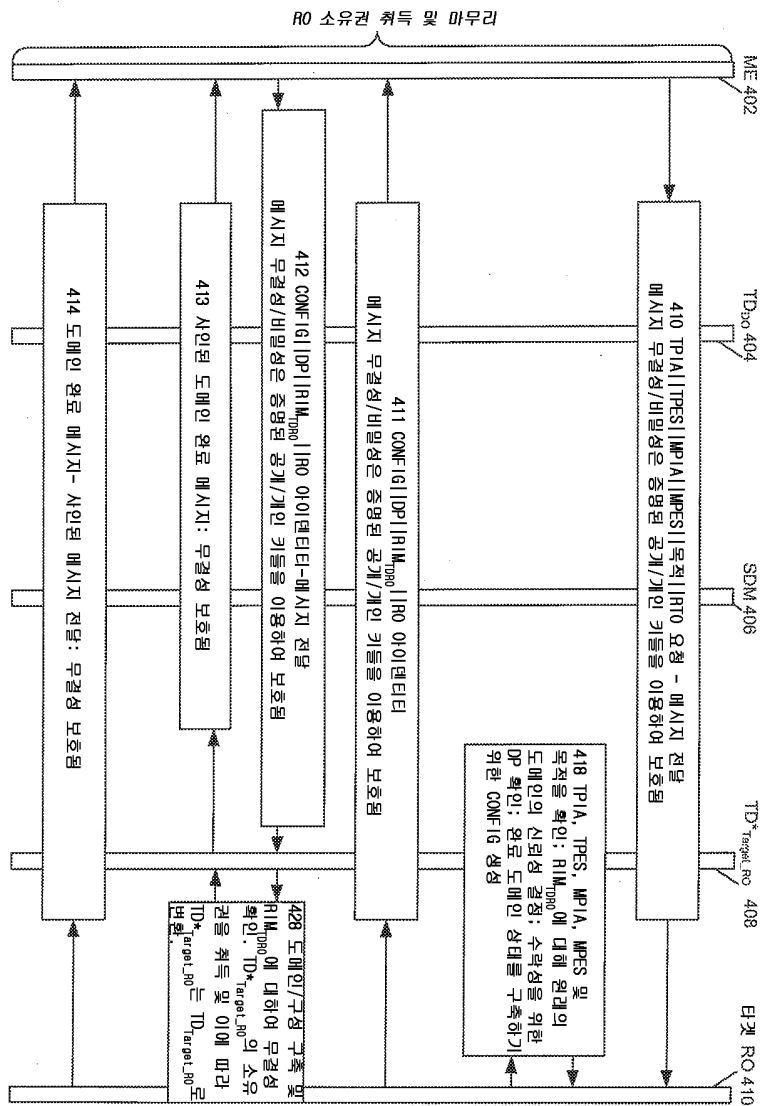 RO 소유권 취득 및 마무리
ME 402
TD_DO 404
SDM 406
TD*_Target_RO 408
타겟 RO 410
410 TPIA||TPES||MPIA||MPES||목적||RTO 요청 - 메시지 전달
메시지 무결성/비밀성은 증명된 공개/개인 키들을 이용하여 보호됨
418 TPIA, TPES, MPIA, MPES 및
목적을 확인; RIM_TDRO에 대해 원래의
도메인의 신뢰성 결정; 수락성을 위한
DP 확인; 완료 도메인 상태를 구축하기
위한 CONFIG 생성
411 CONFIG||DP||RIM_TDRO||RO 아이덴티티
메시지 무결성/비밀성은 증명된 공개/개인 키들을 이용하여 보호됨
412 CONFIG||DP||RIM_TDRO||RO 아이덴티티-메시지 전달
메시지 무결성/비밀성은 증명된 공개/개인 키들을 이용하여 보호됨
428 도메인/구성 구축 및
RIM_TDRO에 대하여 무결성
확인. TD*_Target_RO의 소유
권을 취득 및 이에 따라
TD*_Target_RO는 TD_Target_RO로
변환.
413 사인된 도메인 완료 메시지: 무결성 보호됨
414 도메인 완료 메시지- 사인된 메시지 전달: 무결성 보호됨